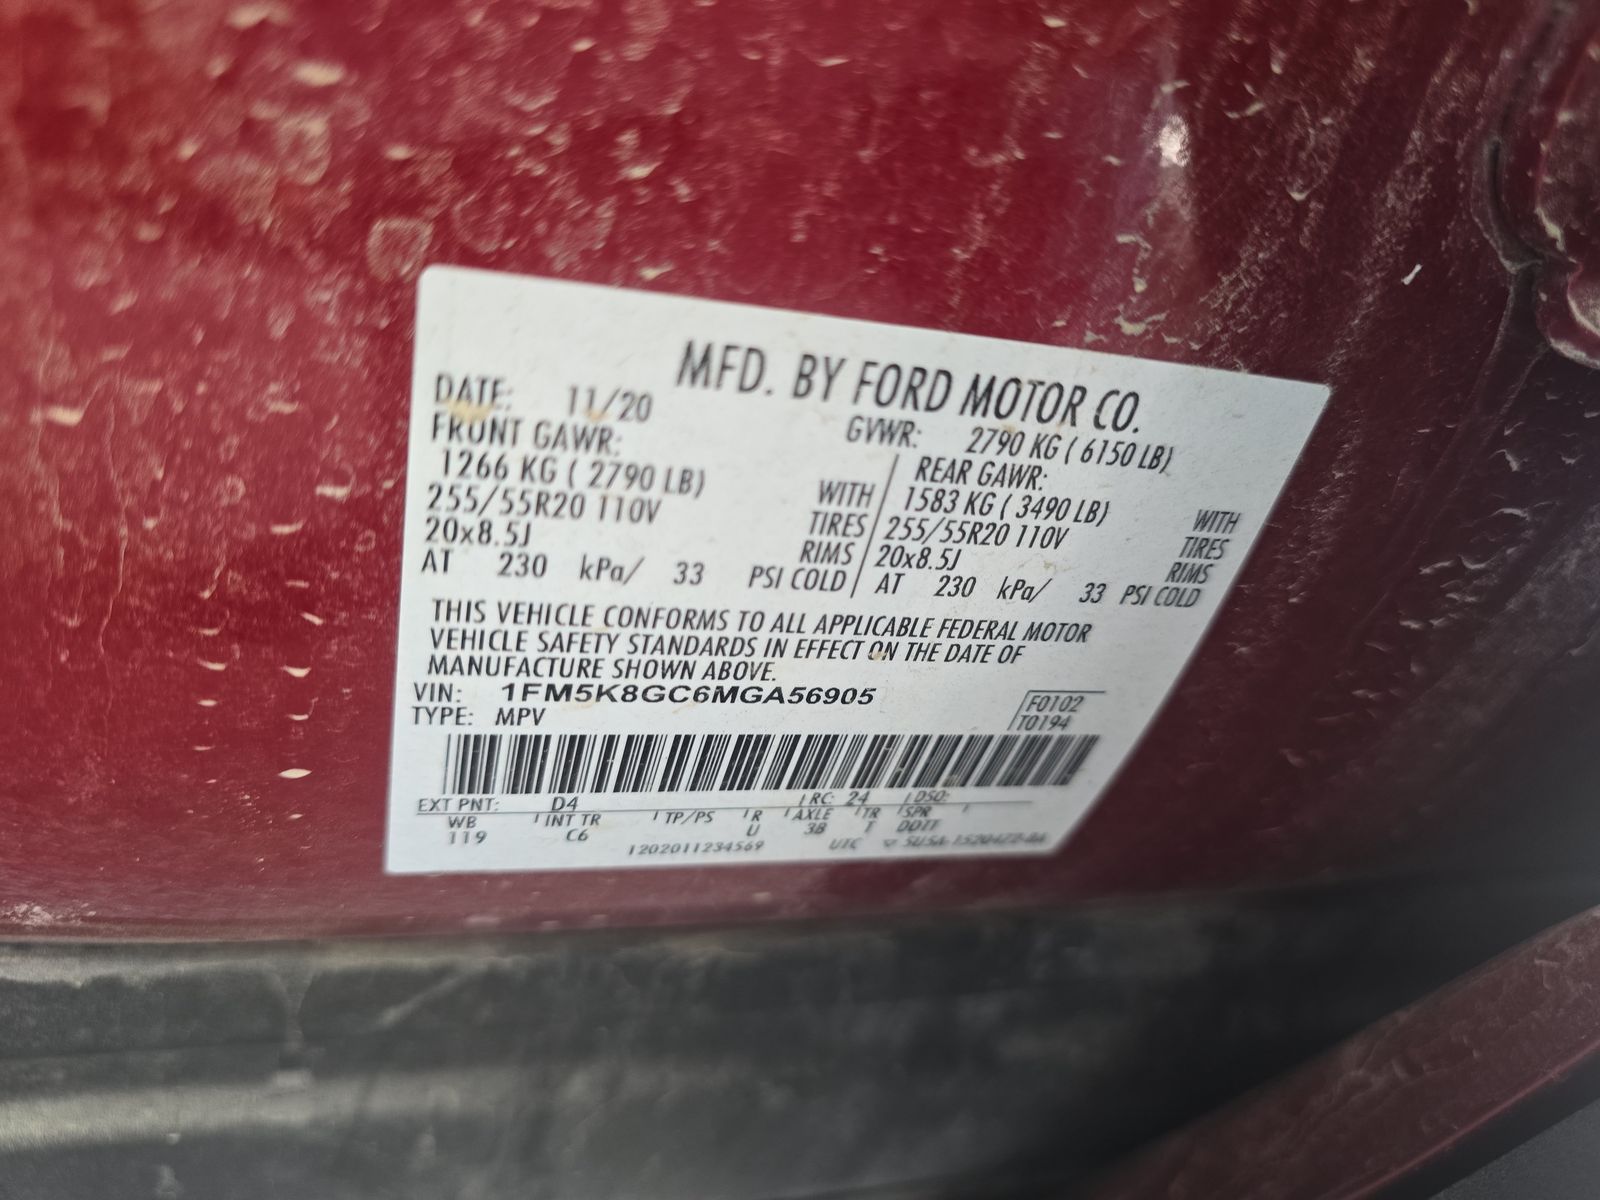 MFD. BY FORD MOTOR CO.
DATE: 11/20 GVWR: 2790 KG ( 6150 LB)
FRONT GAWR: REAR GAWR:
1266 KG ( 2790 LB) WITH 1583 KG ( 3490 LB) WITH
255/55R20 110V TIRES 255/55R20 110V TIRES
20x8.5J RIMS 20x8.5J RIMS
AT 230 kPa/ 33 PSI COLD AT 230 kPa/ 33 PSI COLD
THIS VEHICLE CONFORMS TO ALL APPLICABLE FEDERAL MOTOR
VEHICLE SAFETY STANDARDS IN EFFECT ON THE DATE OF
MANUFACTURE SHOWN ABOVE.
VIN: 1FM5K8GC6MGA56905 F0102
TYPE: MPV T0194
EXT PNT: D4 RC: 24 DSO:
WB INT TR TP/PS R AXLE TR SPR
119 C6 U 3B T
1202011234569 UTC